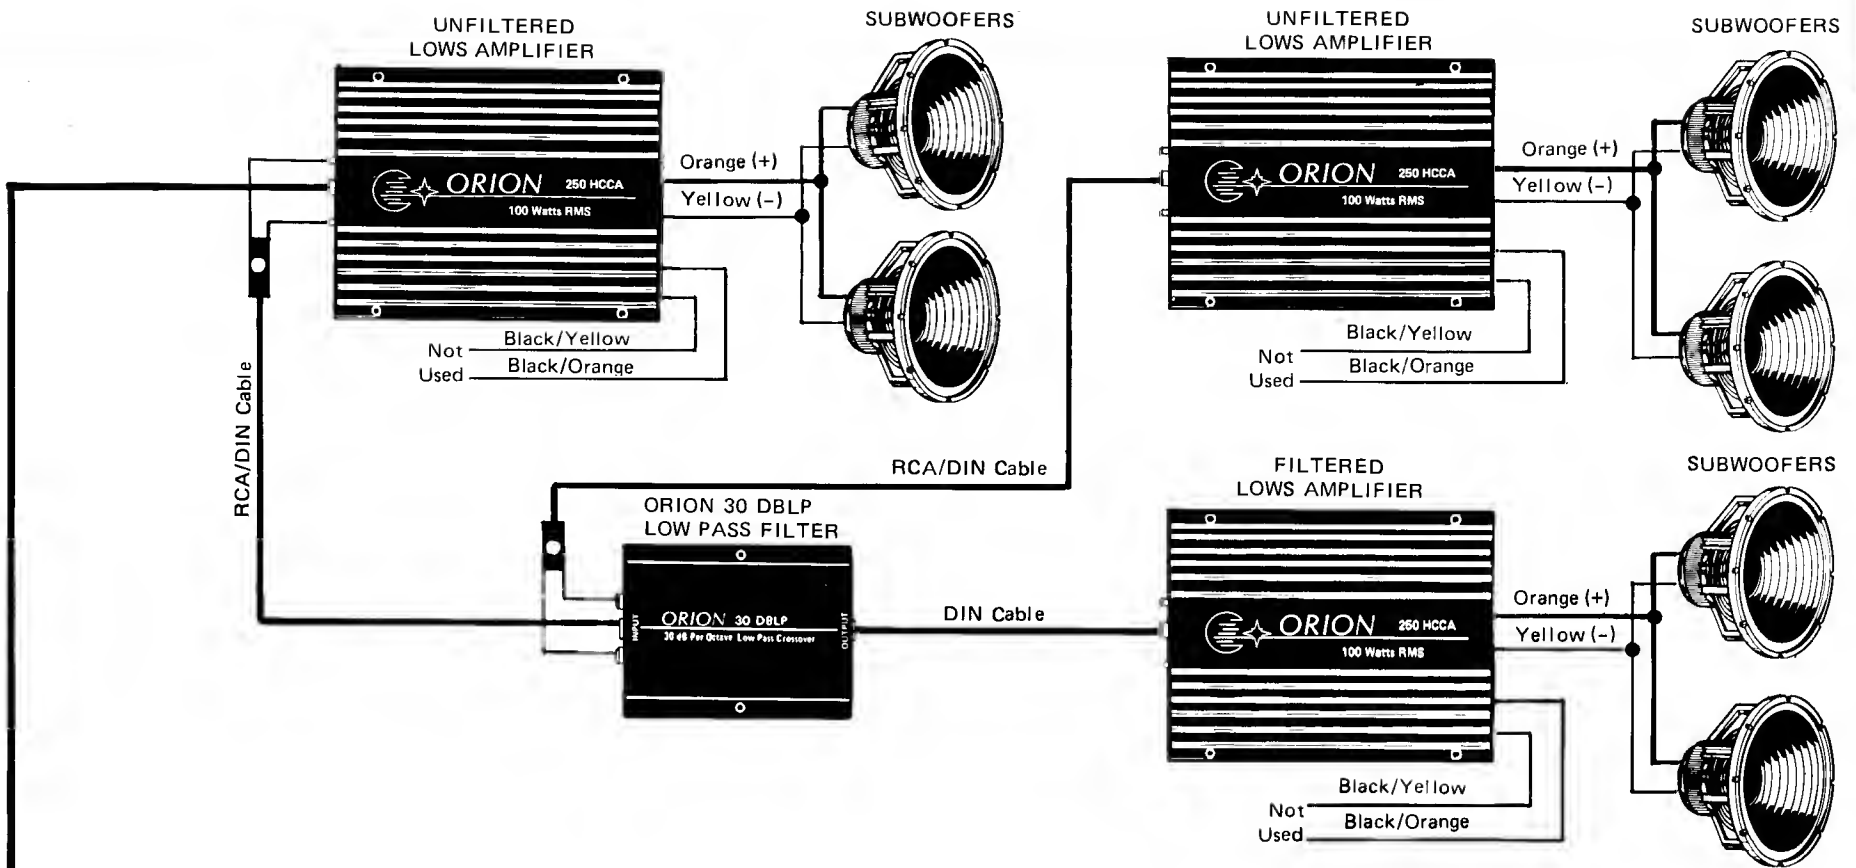 UNFILTERED
LOWS AMPLIFIER
SUBWOOFERS
ORION 250 HCCA
100 Watts RMS
Orange (+)
Yellow (-)
Not
Used
Black/Yellow
Black/Orange
RCA/DIN Cable
UNFILTERED
LOWS AMPLIFIER
SUBWOOFERS
ORION 250 HCCA
100 Watts RMS
Orange (+)
Yellow (-)
Not
Used
Black/Yellow
Black/Orange
RCA/DIN Cable
ORION 30 DBLP
LOW PASS FILTER
INPUT
ORION 30 DBLP
30 dB Per Octave Low Pass Crossover
OUTPUT
DIN Cable
FILTERED
LOWS AMPLIFIER
SUBWOOFERS
ORION 250 HCCA
100 Watts RMS
Orange (+)
Yellow (-)
Not
Used
Black/Yellow
Black/Orange